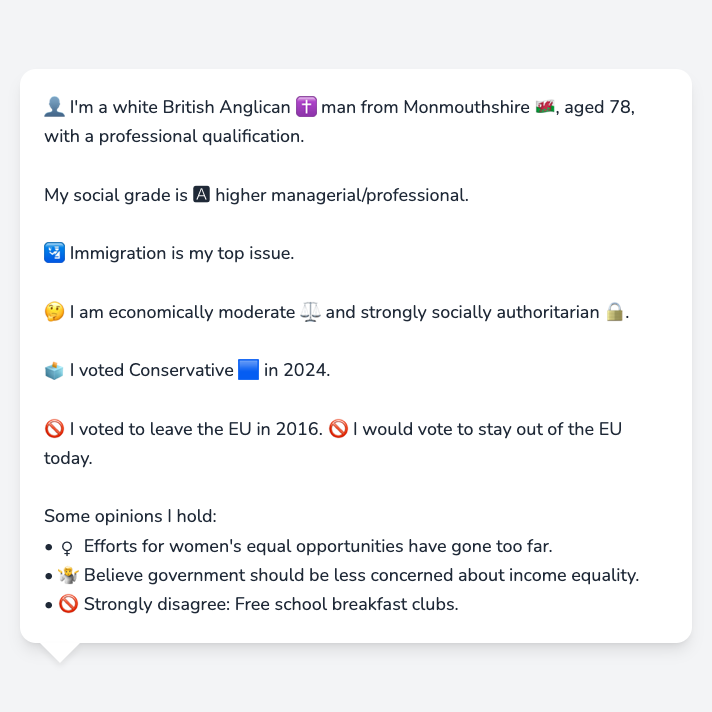 👤 I'm a white British Anglican ✝️ man from Monmouthshire 🏴󠁧󠁢󠁷󠁬󠁳󠁿, aged 78,
with a professional qualification.
My social grade is 🅰 higher managerial/professional.
🛂 Immigration is my top issue.
🤔 I am economically moderate ⚖️ and strongly socially authoritarian 🔒.
🗳️ I voted Conservative 🟦 in 2024.
🚫 I voted to leave the EU in 2016. 🚫 I would vote to stay out of the EU
today.
Some opinions I hold:
• ♀ Efforts for women's equal opportunities have gone too far.
• 🤷 Believe government should be less concerned about income equality.
• 🚫 Strongly disagree: Free school breakfast clubs.